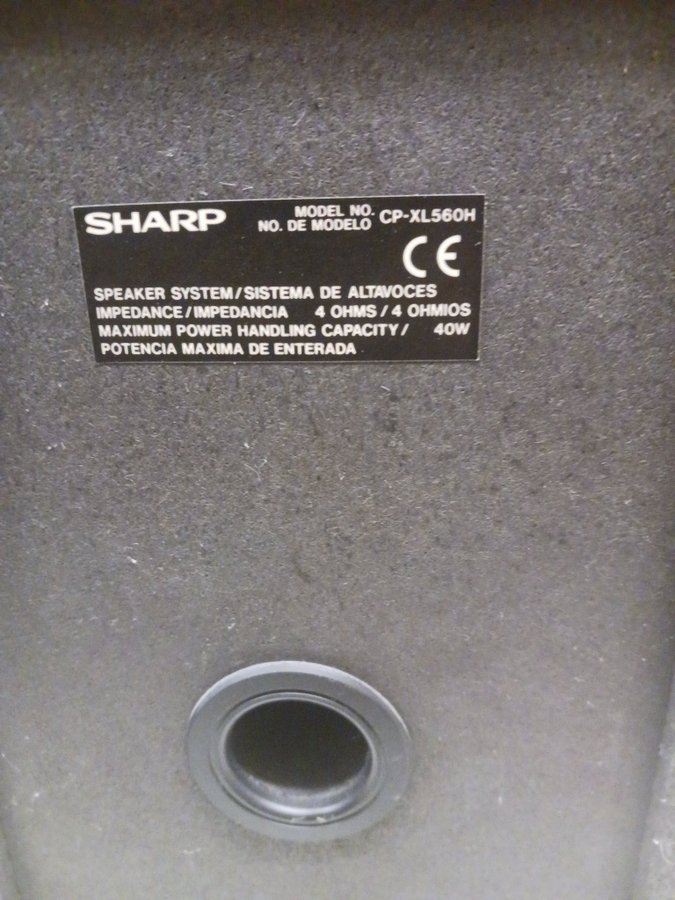 SHARP
MODEL NO.
NO. DE MODELO CP-XL560H
CE
SPEAKER SYSTEM/SISTEMA DE ALTAVOCES
IMPEDANCE/IMPEDANCIA 4 OHMS / 4 OHMIOS
MAXIMUM POWER HANDLING CAPACITY/ 40W
POTENCIA MAXIMA DE ENTERADA